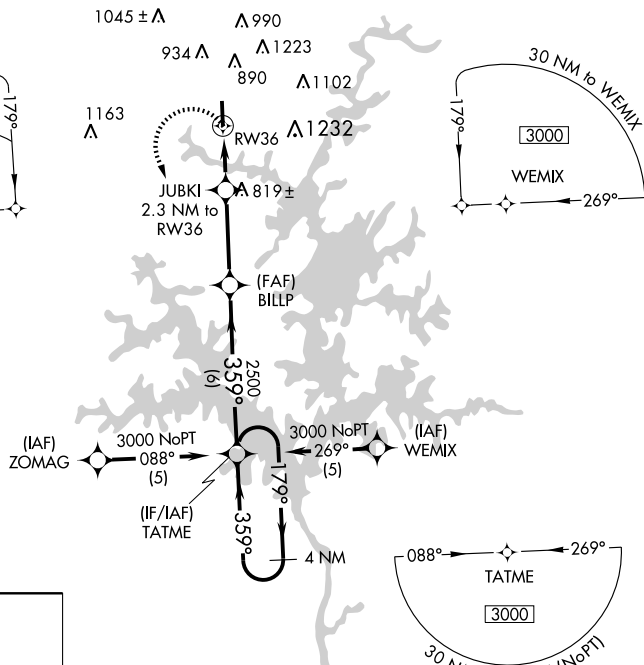 1045 ±
990
934
1223
890
1102
1163
1232
RW36
JUBKI
2.3 NM to
RW36
819 ±
(FAF)
BILLP
2500
359°
(6)
(IAF)
ZOMAG
3000 NoPT
088°
(5)
3000 NoPT
269°
(5)
(IAF)
WEMIX
(IF/IAF)
TATME
359°
179°
4 NM
179°
30 NM to WEMIX
179°
3000
WEMIX
269°
088°
269°
TATME
3000
(NoPT)
30